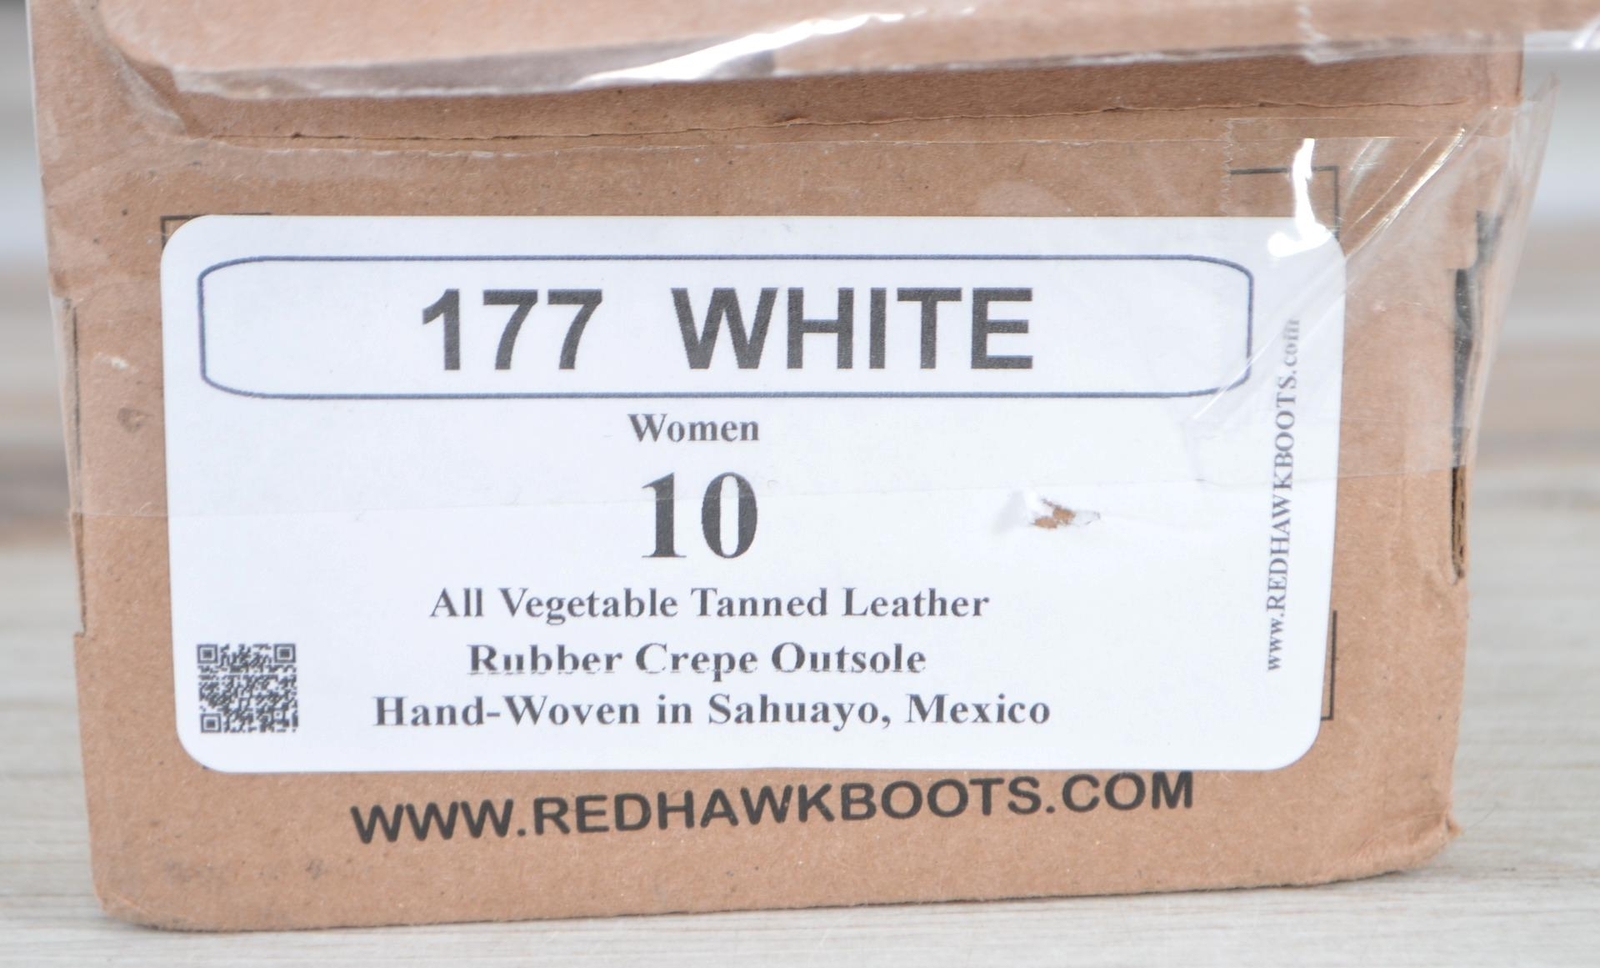 177 WHITE
Women
10
All Vegetable Tanned Leather
Rubber Crepe Outsole
Hand-Woven in Sahuayo, Mexico
www.REDHAWKBOOTS.com
WWW.REDHAWKBOOTS.COM